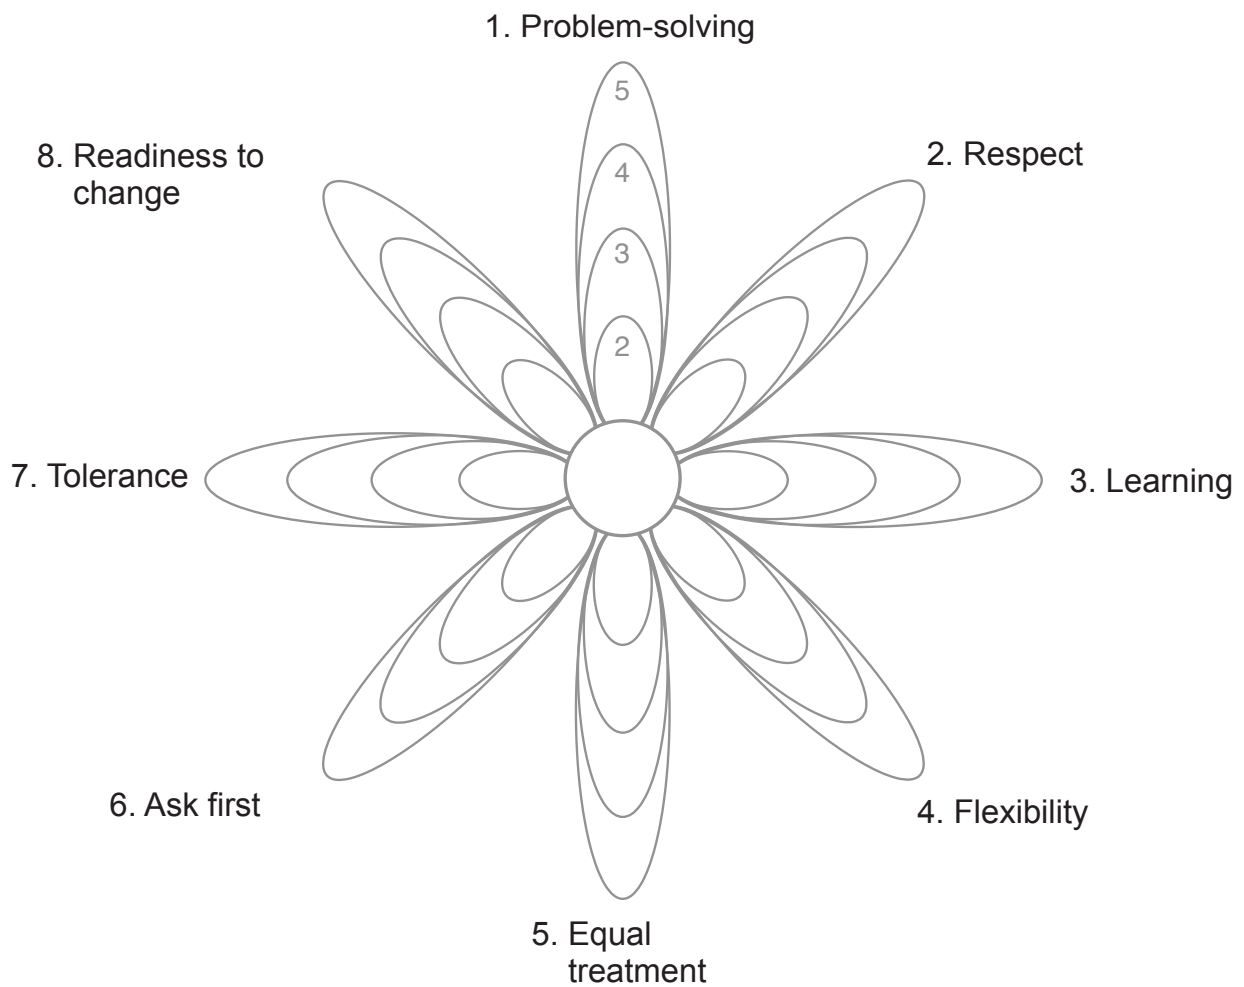 1. Problem-solving
5
4
3
2
2. Respect
3. Learning
4. Flexibility
5. Equal
treatment
6. Ask first
7. Tolerance
8. Readiness to
change